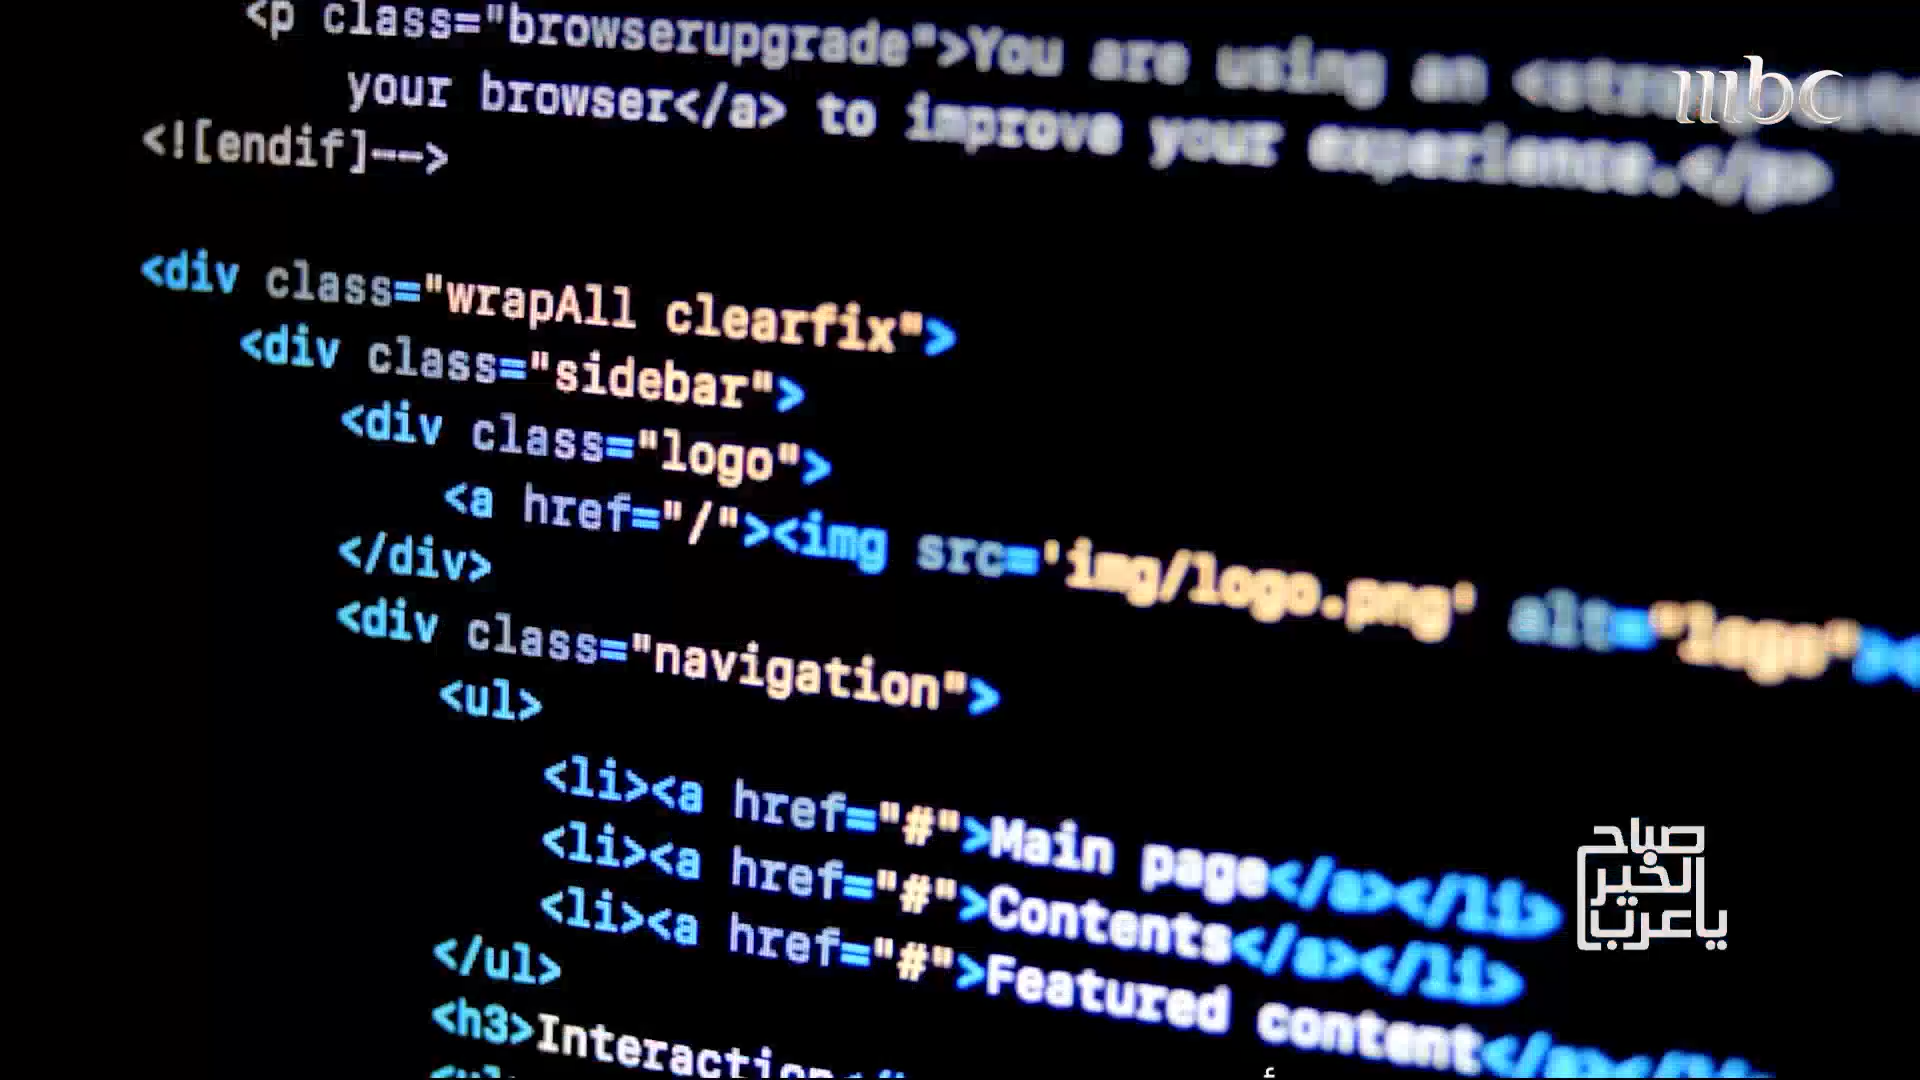 <p class="browserupgrade">You are using an <strong
your browser</a> to improve your experience.</p>
<![endif]-->
<div class="wrapAll clearfix">
<div class="sidebar">
<div class="logo">
<a href="/"><img src='img/logo.png' alt="logo"><
</div>
<div class="navigation">
<ul>
<li><a href="#">Main page</a></li>
<li><a href="#">Contents</a></li>
<li><a href="#">Featured content</a></li>
</ul>
<h3>Interaction</
<ul>
mbc
صباح
الخير
ياعرب